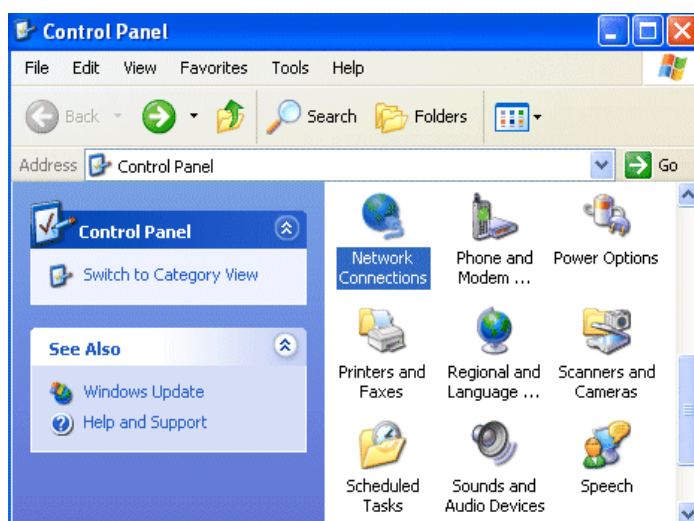 Control Panel
File Edit View Favorites Tools Help
Back Search Folders
Address Control Panel Go
Control Panel
Switch to Category View
See Also
Windows Update
Help and Support
Network
Connections
Phone and
Modem ...
Power Options
Printers and
Faxes
Regional and
Language ...
Scanners and
Cameras
Scheduled
Tasks
Sounds and
Audio Devices
Speech